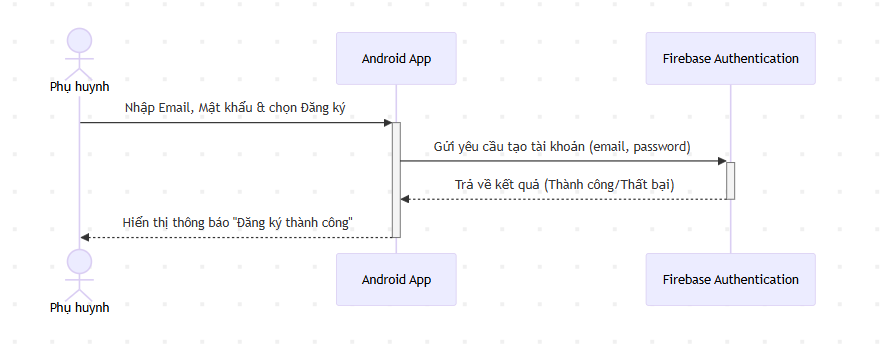 Phụ huynh
Android App
Firebase Authentication
Nhập Email, Mật khẩu & chọn Đăng ký
Gửi yêu cầu tạo tài khoản (email, password)
Trả về kết quả (Thành công/Thất bại)
Hiển thị thông báo "Đăng ký thành công"
Phụ huynh
Android App
Firebase Authentication